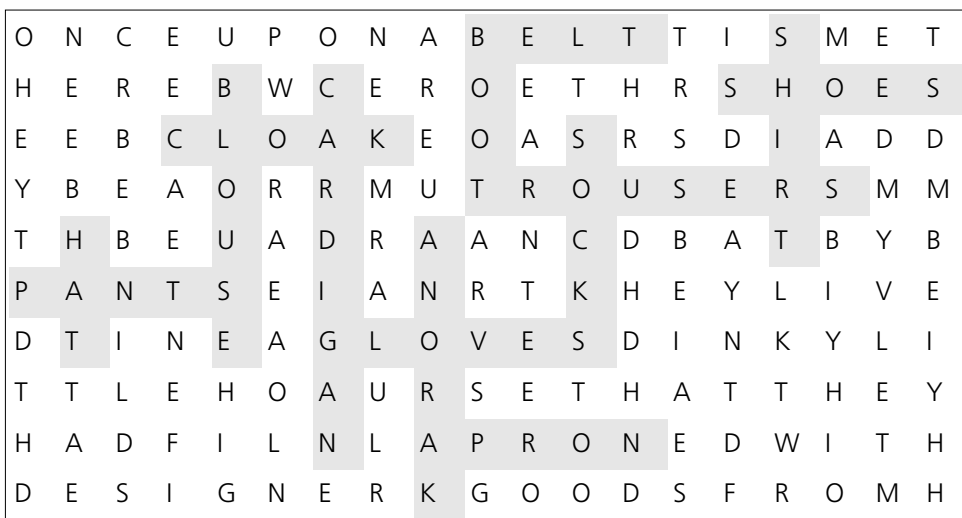 O N C E U P O N A B E L T T I S M E T
H E R E B W C E R O E T H R S H O E S
E E B C L O A K E O A S R S D I A D D
Y B E A O R R M U T R O U S E R S M M
T H B E U A D R A A N C D B A T B Y B
P A N T S E I A N R T K H E Y L I V E
D T I N E A G L O V E S D I N K Y L I
T T L E H O A U R S E T H A T T H E Y
H A D F I L N L A P R O N E D W I T H
D E S I G N E R K G O O D S F R O M H